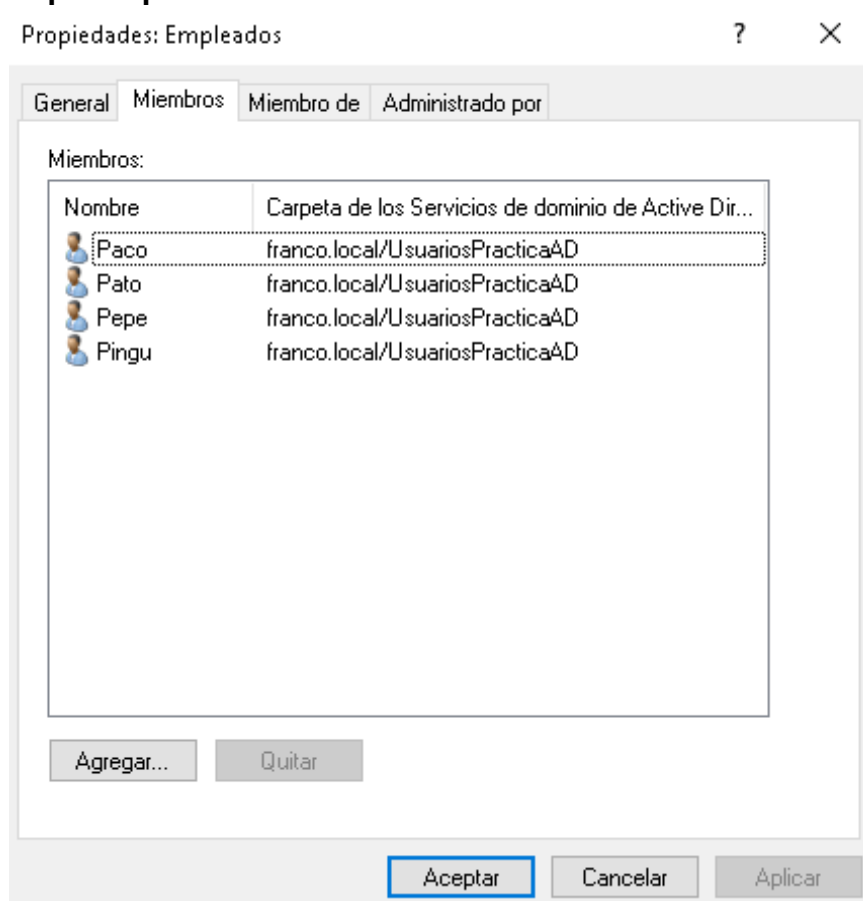 Propiedades: Empleados ? ×
General Miembros Miembro de Administrado por
Miembros:
Nombre Carpeta de los Servicios de dominio de Active Dir...
Paco franco.local/UsuariosPracticaAD
Pato franco.local/UsuariosPracticaAD
Pepe franco.local/UsuariosPracticaAD
Pingu franco.local/UsuariosPracticaAD
Agregar... Quitar
Aceptar Cancelar Aplicar